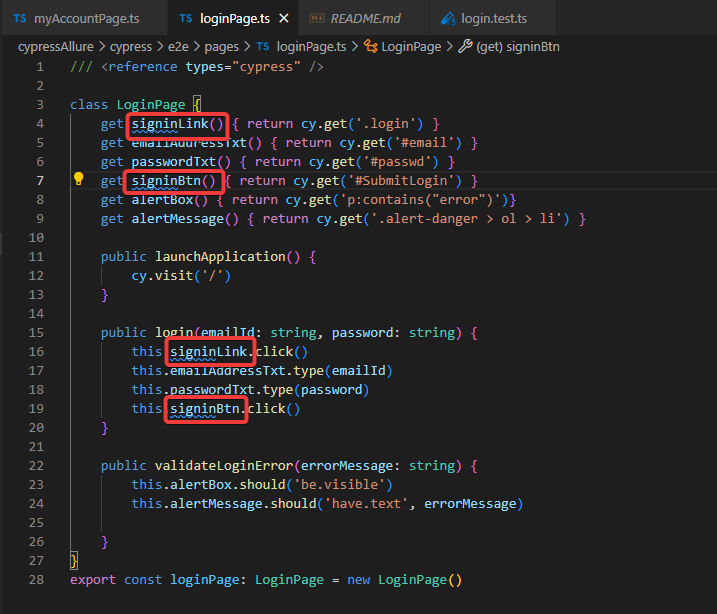 TS myAccountPage.ts TS loginPage.ts × README.md login.test.ts
cypressAllure > cypress > e2e > pages > TS loginPage.ts > LoginPage > (get) signinBtn
1 /// <reference types="cypress" />
2
3 class LoginPage {
4 get signinLink() { return cy.get('.login') }
5 get emailAddressTxt() { return cy.get('#email') }
6 get passwordTxt() { return cy.get('#passwd') }
7 get signinBtn() { return cy.get('#SubmitLogin') }
8 get alertBox() { return cy.get('p:contains("error")')}
9 get alertMessage() { return cy.get('.alert-danger > ol > li') }
10
11 public launchApplication() {
12 cy.visit('/')
13 }
14
15 public login(emailId: string, password: string) {
16 this.signinLink.click()
17 this.emailAddressTxt.type(emailId)
18 this.passwordTxt.type(password)
19 this.signinBtn.click()
20 }
21
22 public validateLoginError(errorMessage: string) {
23 this.alertBox.should('be.visible')
24 this.alertMessage.should('have.text', errorMessage)
25
26 }
27 }
28 export const loginPage: LoginPage = new LoginPage()